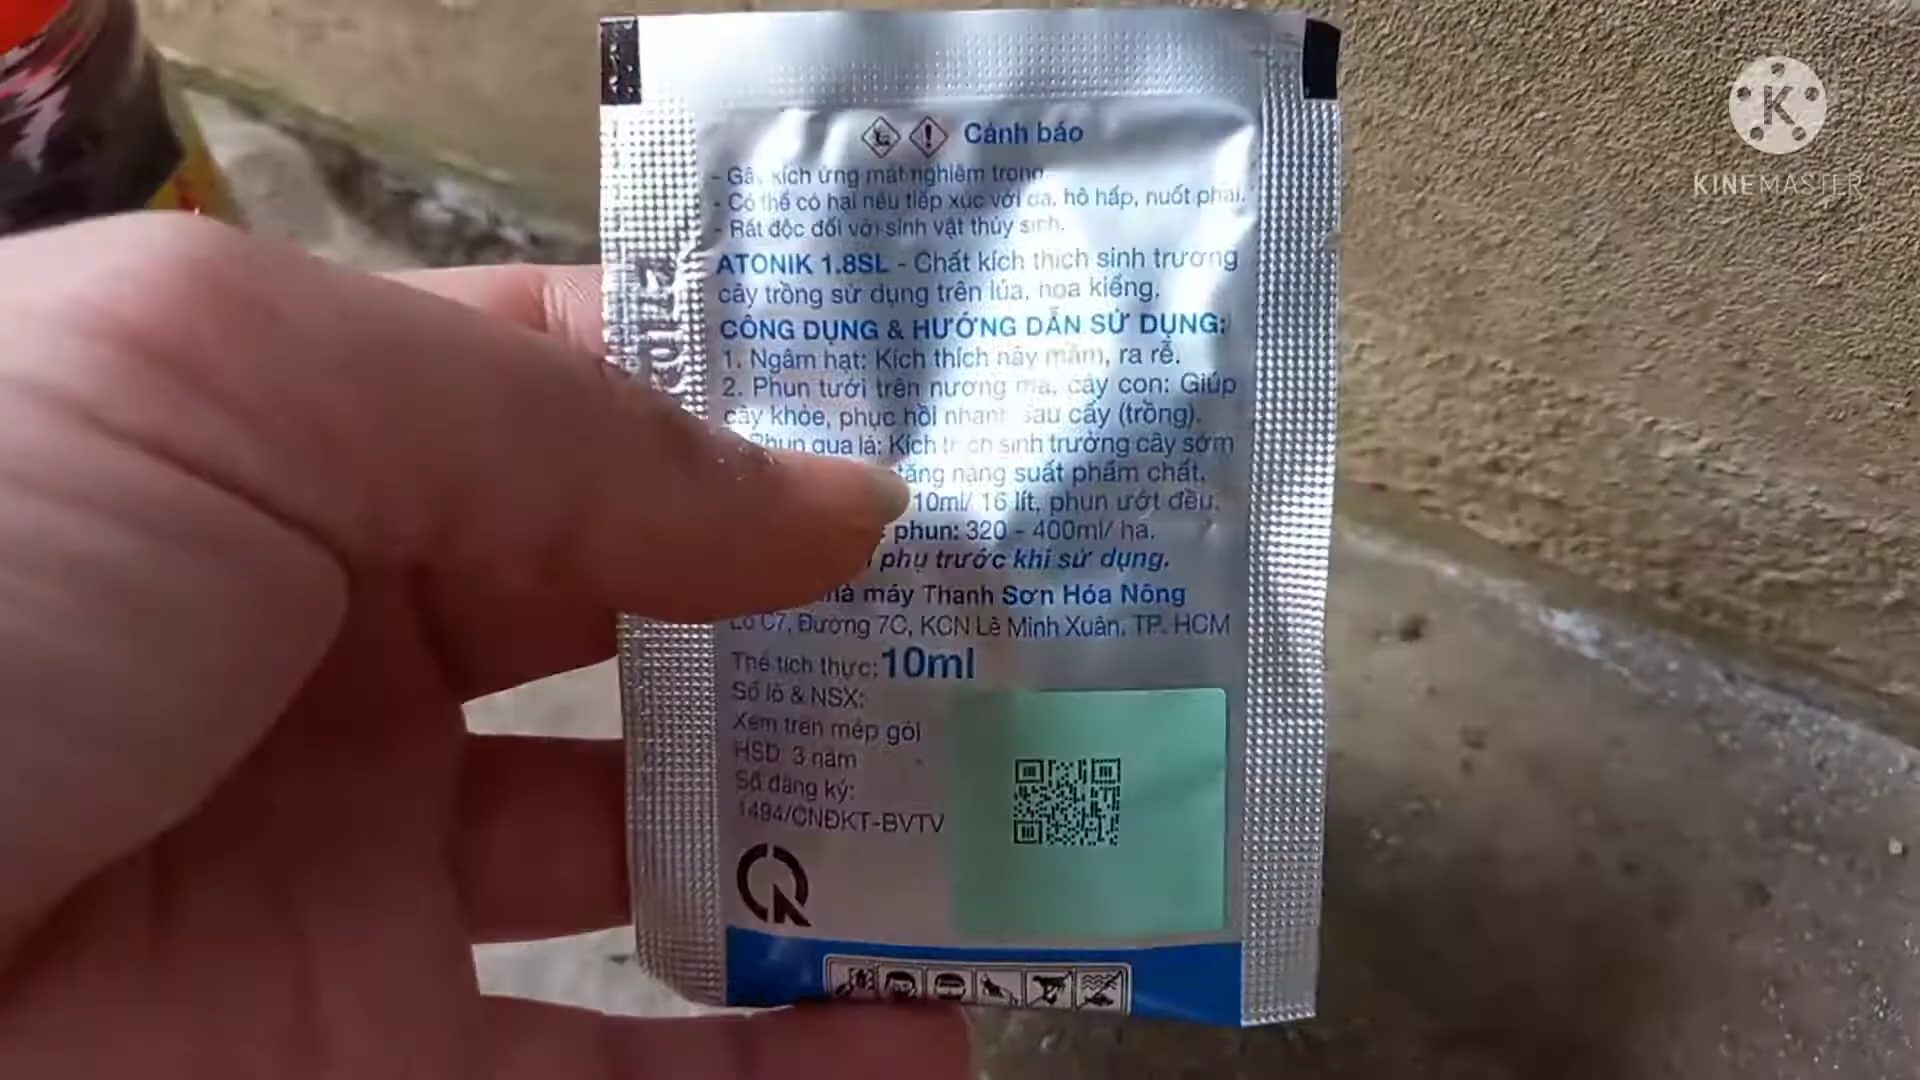 Cảnh báo
- Gây kích ứng mắt nghiêm trọng.
- Có thể có hại nếu tiếp xúc với da, hô hấp, nuốt phải.
- Rất độc đối với sinh vật thủy sinh.
ATONIK 1.8SL - Chất kích thích sinh trưởng
cây trồng sử dụng trên lúa, hoa kiểng.
CÔNG DỤNG & HƯỚNG DẪN SỬ DỤNG:
1. Ngâm hạt: Kích thích nảy mầm, ra rễ.
2. Phun tưới trên nương mạ, cây con: Giúp
cây khỏe, phục hồi nhanh sau cấy (trồng).
Phun qua lá: Kích thích sinh trưởng cây sớm
tăng năng suất phẩm chất.
10ml/ 16 lít, phun ướt đều.
phun: 320 - 400ml/ ha.
phụ trước khi sử dụng.
máy Thanh Sơn Hóa Nông
Lô C7, Đường 7C, KCN Lê Minh Xuân, TP. HCM
Thể tích thực: 10ml
Số lô & NSX:
Xem trên mép gói
HSD: 3 năm
Số đăng ký:
1494/CNĐKT-BVTV
K
KINEMASTER